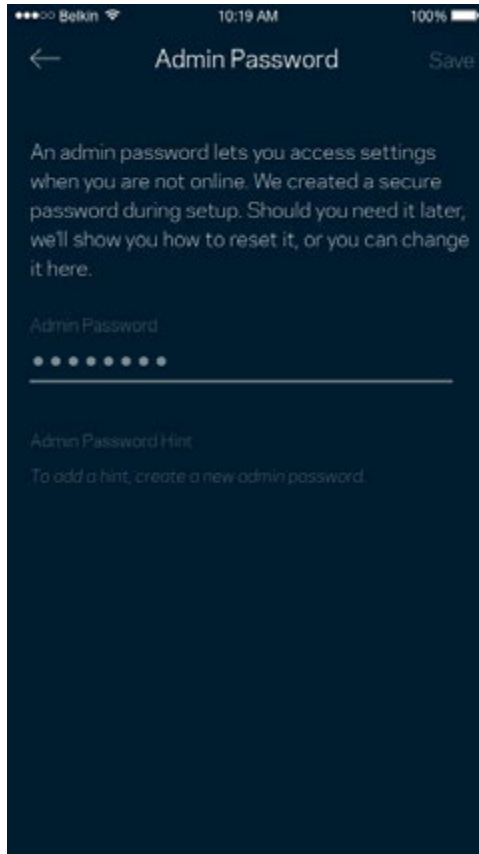 Belkin 10:19 AM 100%
Admin Password Save
An admin password lets you access settings
when you are not online. We created a secure
password during setup. Should you need it later,
we'll show you how to reset it, or you can change
it here.
Admin Password
••••••••
Admin Password Hint
To add a hint, create a new admin password.